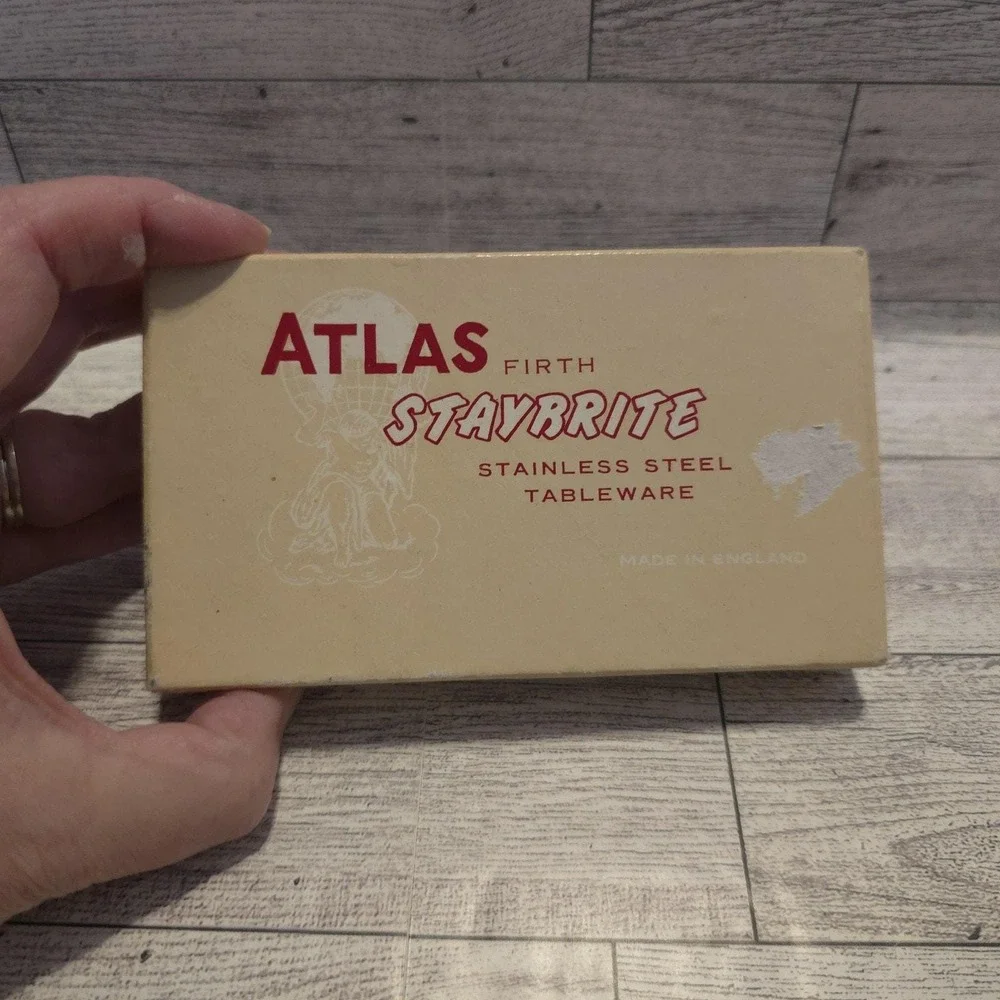 ATLAS FIRTH
STAYBRITE
STAINLESS STEEL
TABLEWARE
MADE IN ENGLAND